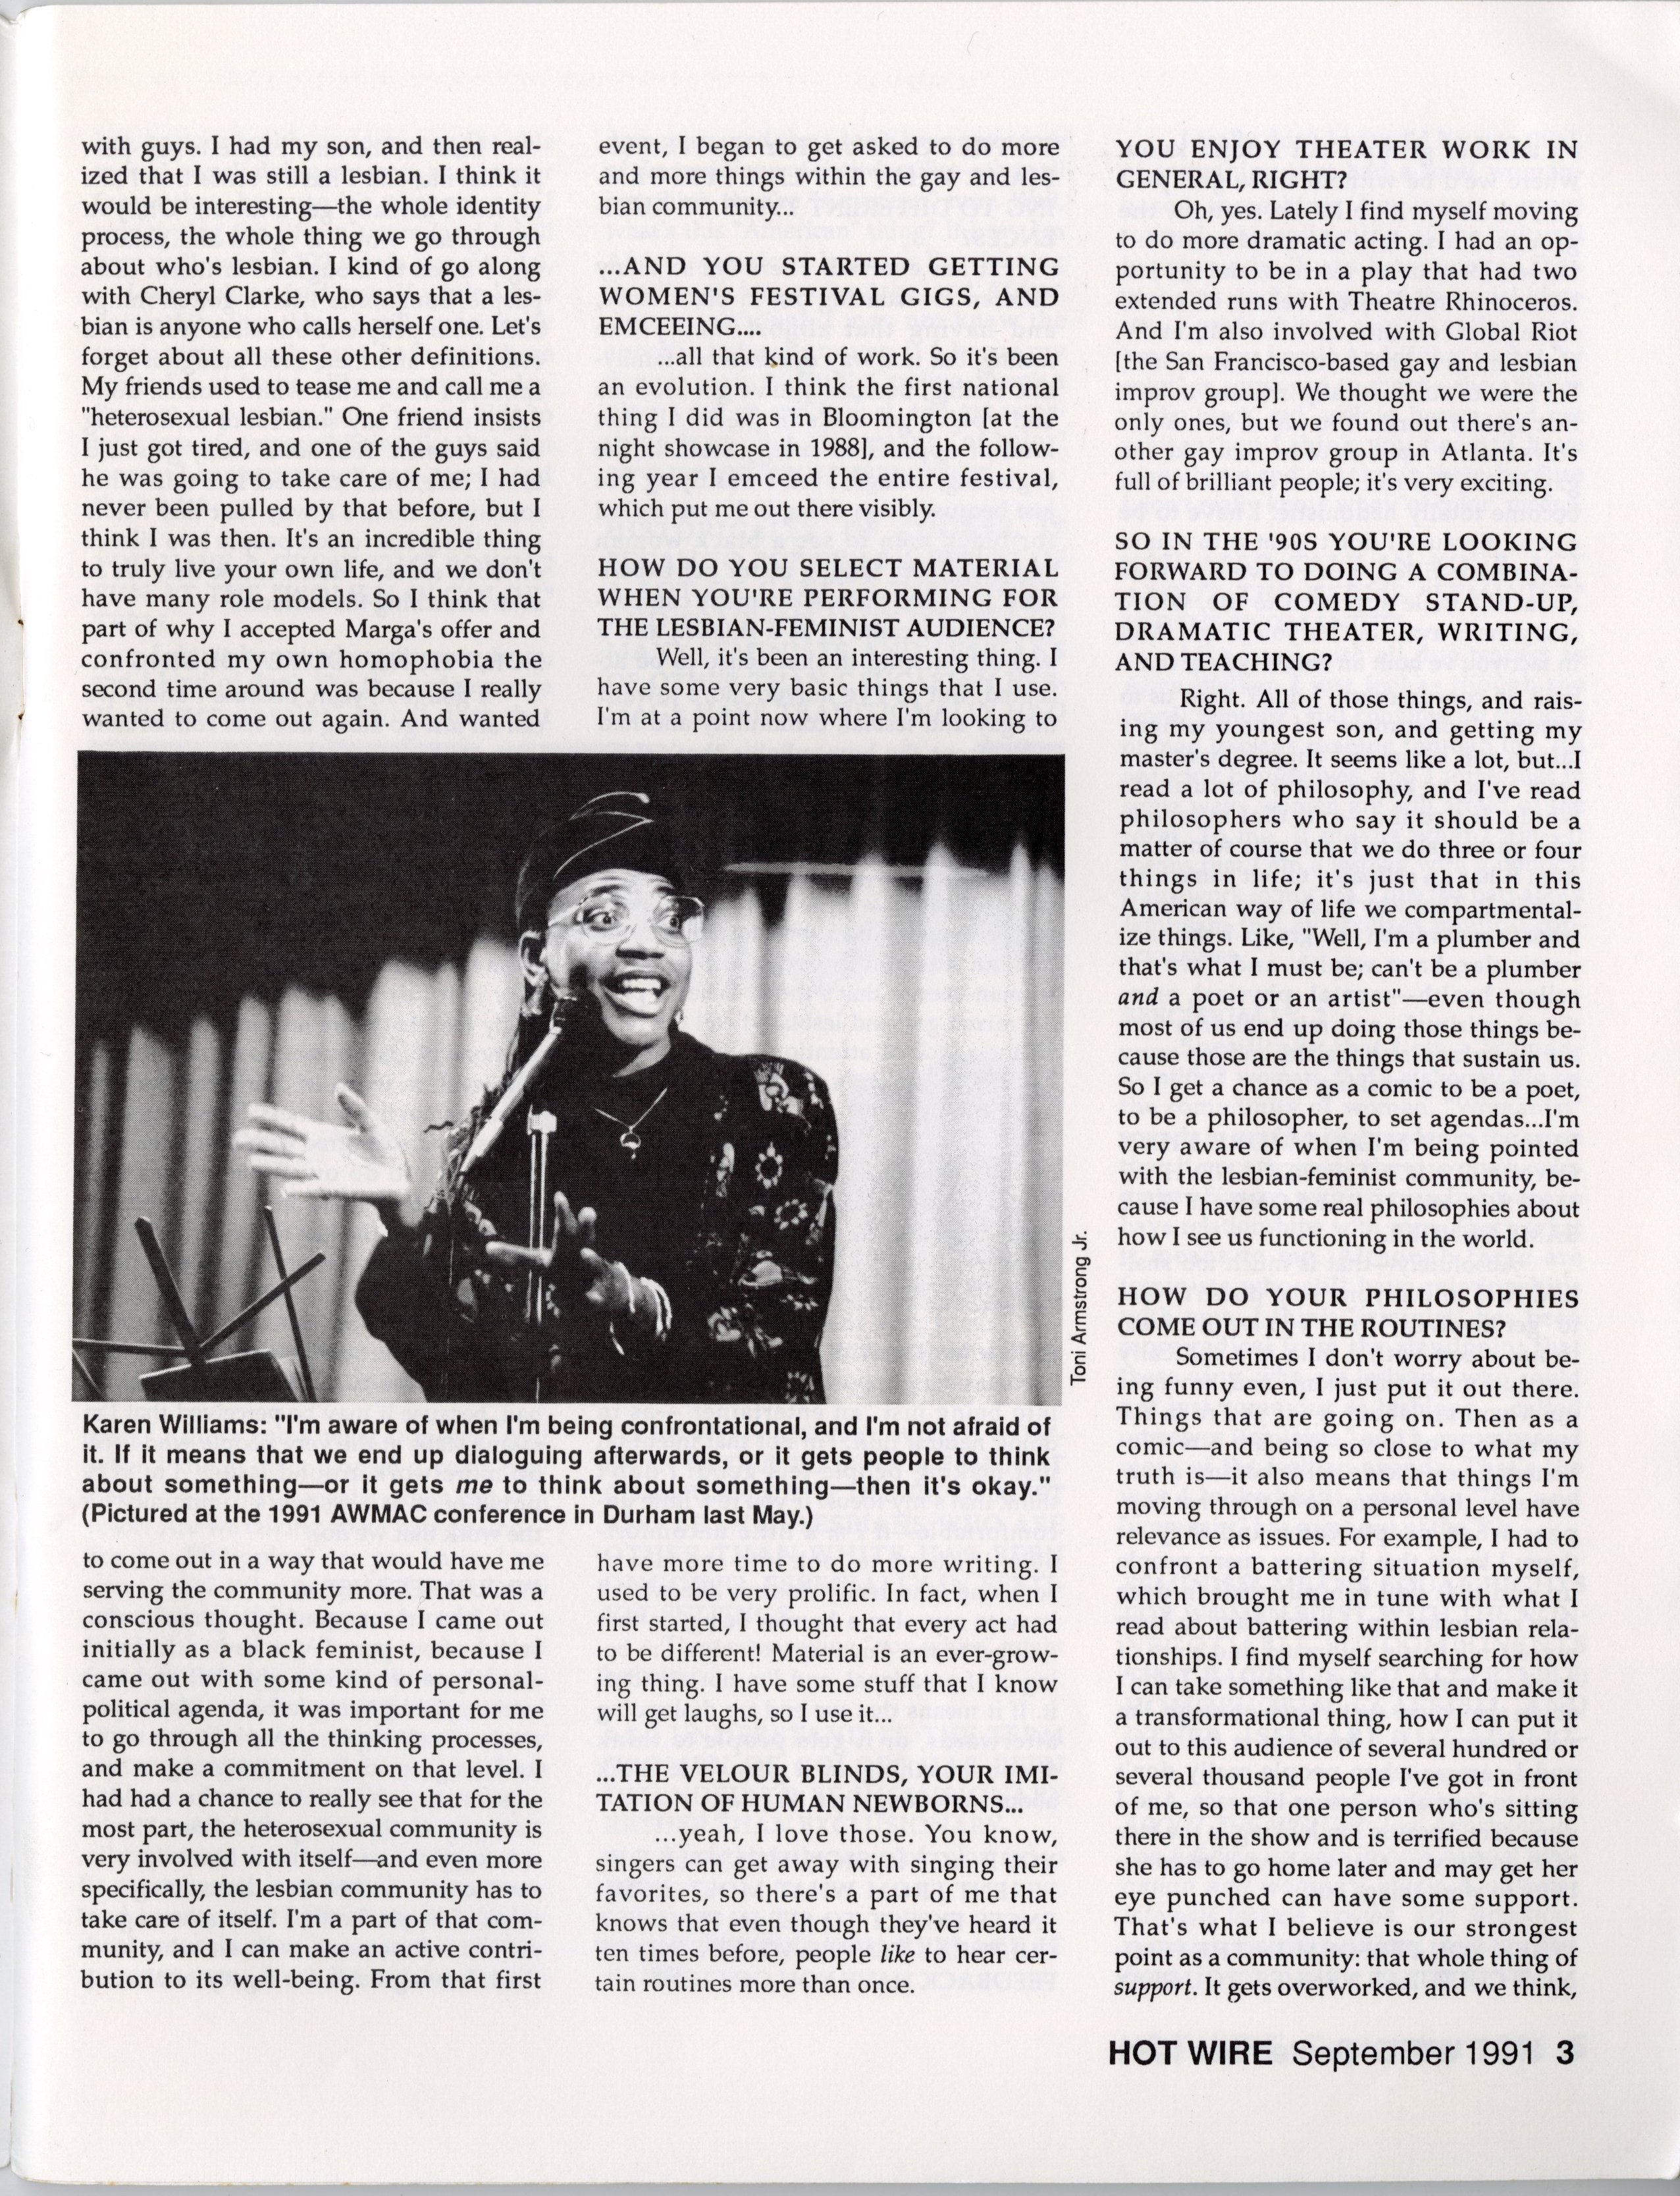 with guys. I had my son, and then real-
ized that I was still a lesbian. I think it
would be interesting—the whole identity
process, the whole thing we go through
about who's lesbian. I kind of go along
with Cheryl Clarke, who says that a les-
bian is anyone who calls herself one. Let's
forget about all these other definitions.
My friends used to tease me and call me a
"heterosexual lesbian." One friend insists
I just got tired, and one of the guys said
he was going to take care of me; I had
never been pulled by that before, but I
think I was then. It's an incredible thing
to truly live your own life, and we don't
have many role models. So I think that
part of why I accepted Marga's offer and
confronted my own homophobia the
second time around was because I really
wanted to come out again. And wanted
to come out in a way that would have me
serving the community more. That was a
conscious thought. Because I came out
initially as a black feminist, because I
came out with some kind of personal-
political agenda, it was important for me
to go through all the thinking processes,
and make a commitment on that level. I
had had a chance to really see that for the
most part, the heterosexual community is
very involved with itself—and even more
specifically, the lesbian community has to
take care of itself. I'm a part of that com-
munity, and I can make an active contri-
bution to its well-being. From that first
event, I began to get asked to do more
and more things within the gay and les-
bian community...
...AND YOU STARTED GETTING
WOMEN'S FESTIVAL GIGS, AND
EMCEEING....
...all that kind of work. So it's been
an evolution. I think the first national
thing I did was in Bloomington [at the
night showcase in 1988], and the follow-
ing year I emceed the entire festival,
which put me out there visibly.
HOW DO YOU SELECT MATERIAL
WHEN YOU'RE PERFORMING FOR
THE LESBIAN-FEMINIST AUDIENCE?
Well, it's been an interesting thing. I
have some very basic things that I use.
I'm at a point now where I'm looking to
have more time to do more writing. I
used to be very prolific. In fact, when I
first started, I thought that every act had
to be different! Material is an ever-grow-
ing thing. I have some stuff that I know
will get laughs, so I use it...
...THE VELOUR BLINDS, YOUR IMI-
TATION OF HUMAN NEWBORNS...
...yeah, I love those. You know,
singers can get away with singing their
favorites, so there's a part of me that
knows that even though they've heard it
ten times before, people like to hear cer-
tain routines more than once.
Toni Armstrong Jr.
Karen Williams: "I'm aware of when I'm being confrontational, and I'm not afraid of
it. If it means that we end up dialoguing afterwards, or it gets people to think
about something—or it gets me to think about something—then it's okay."
(Pictured at the 1991 AWMAC conference in Durham last May.)
YOU ENJOY THEATER WORK IN
GENERAL, RIGHT?
Oh, yes. Lately I find myself moving
to do more dramatic acting. I had an op-
portunity to be in a play that had two
extended runs with Theatre Rhinoceros.
And I'm also involved with Global Riot
[the San Francisco-based gay and lesbian
improv group]. We thought we were the
only ones, but we found out there's an-
other gay improv group in Atlanta. It's
full of brilliant people; it's very exciting.
SO IN THE '90S YOU'RE LOOKING
FORWARD TO DOING A COMBINA-
TION OF COMEDY STAND-UP,
DRAMATIC THEATER, WRITING,
AND TEACHING?
Right. All of those things, and rais-
ing my youngest son, and getting my
master's degree. It seems like a lot, but...I
read a lot of philosophy, and I've read
philosophers who say it should be a
matter of course that we do three or four
things in life; it's just that in this
American way of life we compartmental-
ize things. Like, "Well, I'm a plumber and
that's what I must be; can't be a plumber
and a poet or an artist"—even though
most of us end up doing those things be-
cause those are the things that sustain us.
So I get a chance as a comic to be a poet,
to be a philosopher, to set agendas...I'm
very aware of when I'm being pointed
with the lesbian-feminist community, be-
cause I have some real philosophies about
how I see us functioning in the world.
HOW DO YOUR PHILOSOPHIES
COME OUT IN THE ROUTINES?
Sometimes I don't worry about be-
ing funny even, I just put it out there.
Things that are going on. Then as a
comic—and being so close to what my
truth is—it also means that things I'm
moving through on a personal level have
relevance as issues. For example, I had to
confront a battering situation myself,
which brought me in tune with what I
read about battering within lesbian rela-
tionships. I find myself searching for how
I can take something like that and make it
a transformational thing, how I can put it
out to this audience of several hundred or
several thousand people I've got in front
of me, so that one person who's sitting
there in the show and is terrified because
she has to go home later and may get her
eye punched can have some support.
That's what I believe is our strongest
point as a community: that whole thing of
support. It gets overworked, and we think,
HOT WIRE September 1991 3